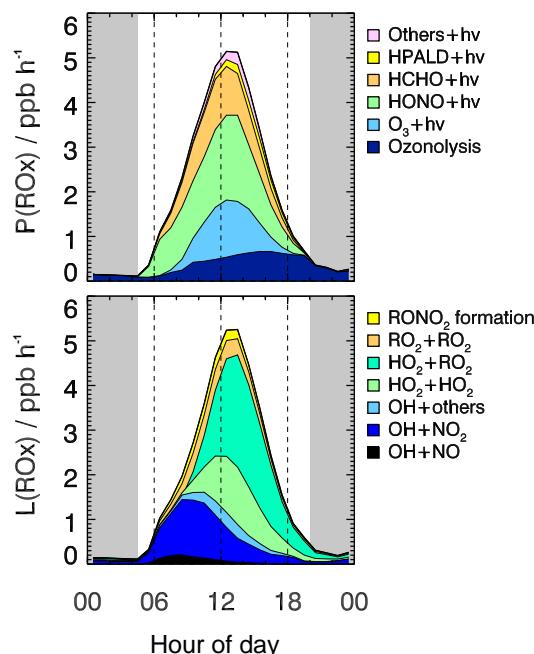 P(ROx) / ppb h⁻¹
6
5
4
3
2
1
0
Others+hv
HPALD+hv
HCHO+hv
HONO+hv
O₃+hv
Ozonolysis
L(ROx) / ppb h⁻¹
6
5
4
3
2
1
0
RONO₂ formation
RO₂+RO₂
HO₂+RO₂
HO₂+HO₂
OH+others
OH+NO₂
OH+NO
00 06 12 18 00
Hour of day